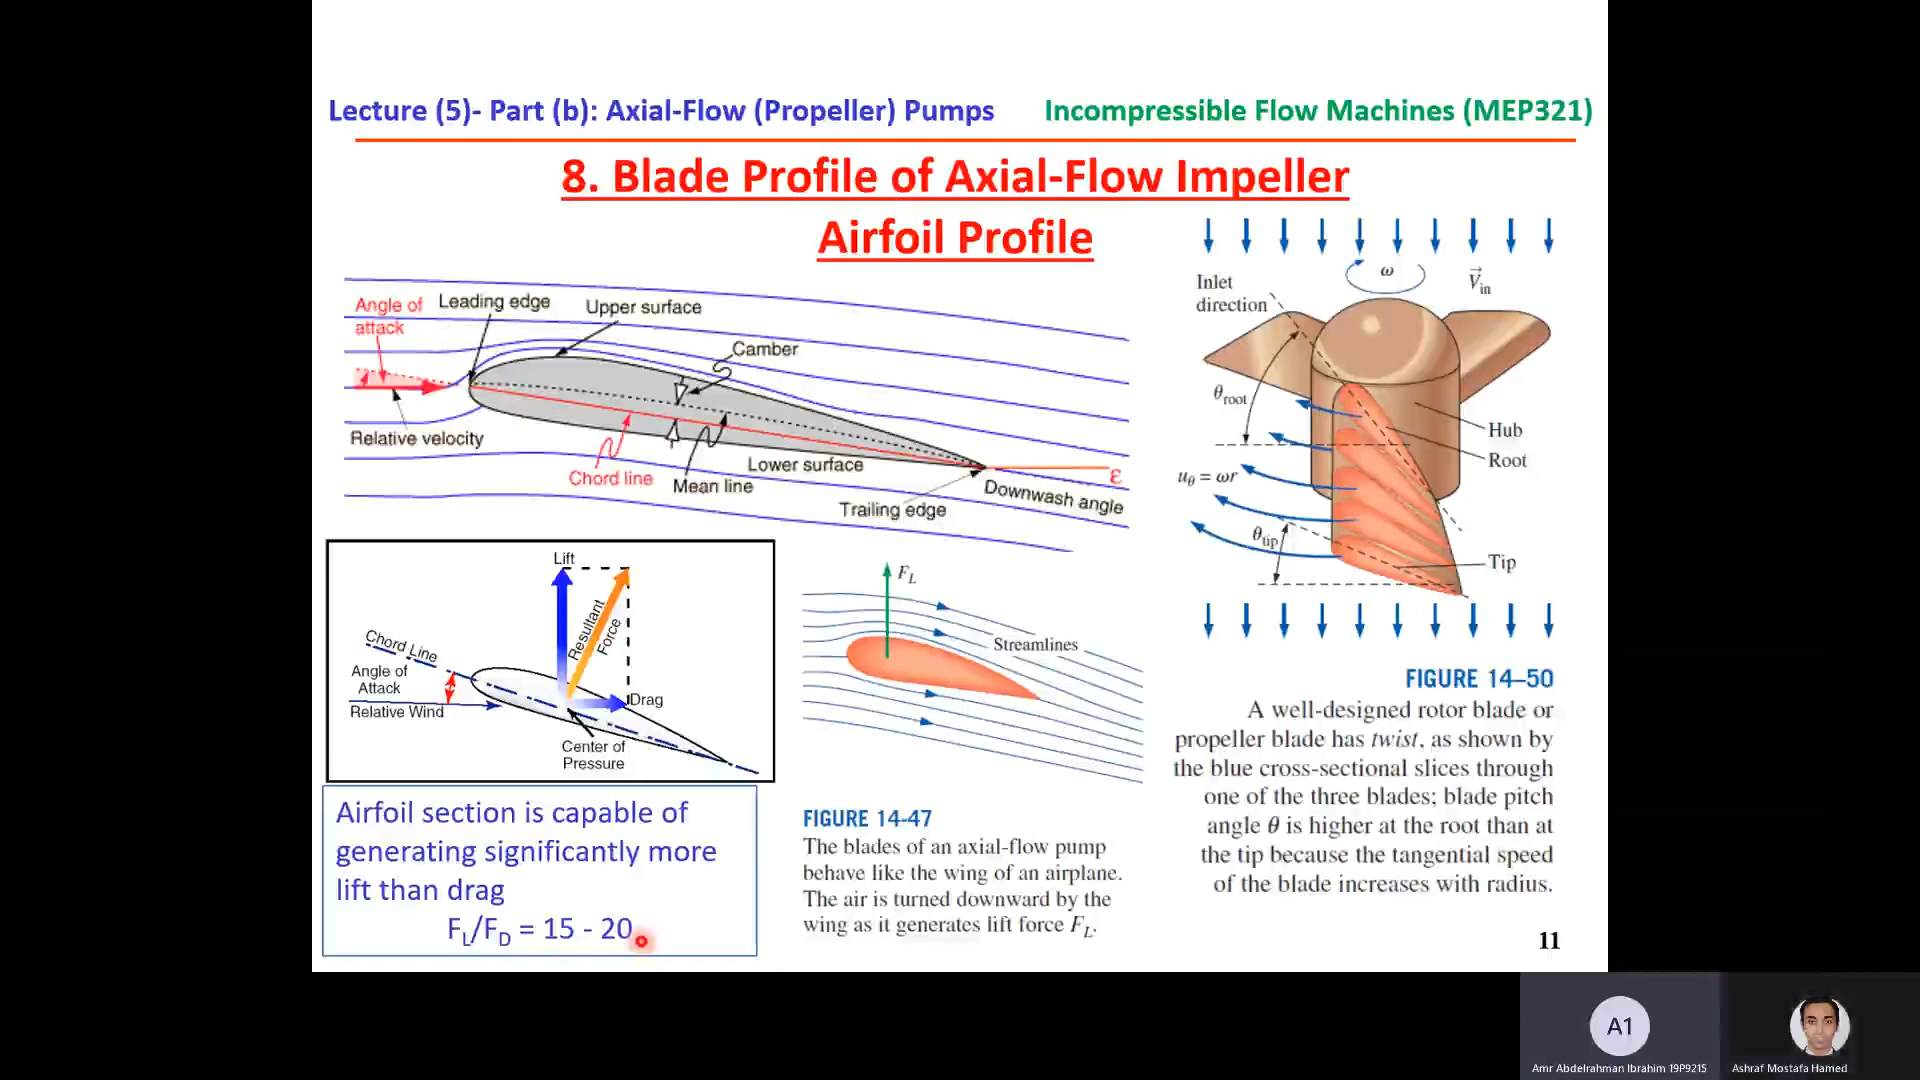 Lecture (5)- Part (b): Axial-Flow (Propeller) Pumps
Incompressible Flow Machines (MEP321)
8. Blade Profile of Axial-Flow Impeller
Airfoil Profile
Angle of
attack
Leading edge
Upper surface
Camber
Relative velocity
Chord line
Mean line
Lower surface
Trailing edge
ε
Downwash angle
Lift
Resultant
Force
Chord Line
Angle of
Attack
Relative Wind
Drag
Center of
Pressure
Airfoil section is capable of
generating significantly more
lift than drag
F_L/F_D = 15 - 20
F_L
Streamlines
FIGURE 14-47
The blades of an axial-flow pump
behave like the wing of an airplane.
The air is turned downward by the
wing as it generates lift force F_L.
ω
V⃗_in
Inlet
direction
θ_root
Hub
Root
u_θ = ωr
θ_tip
Tip
FIGURE 14–50
A well-designed rotor blade or
propeller blade has twist, as shown by
the blue cross-sectional slices through
one of the three blades; blade pitch
angle θ is higher at the root than at
the tip because the tangential speed
of the blade increases with radius.
11
A1
Amr Abdelrahman Ibrahim 19P9215
Ashraf Mostafa Hamed